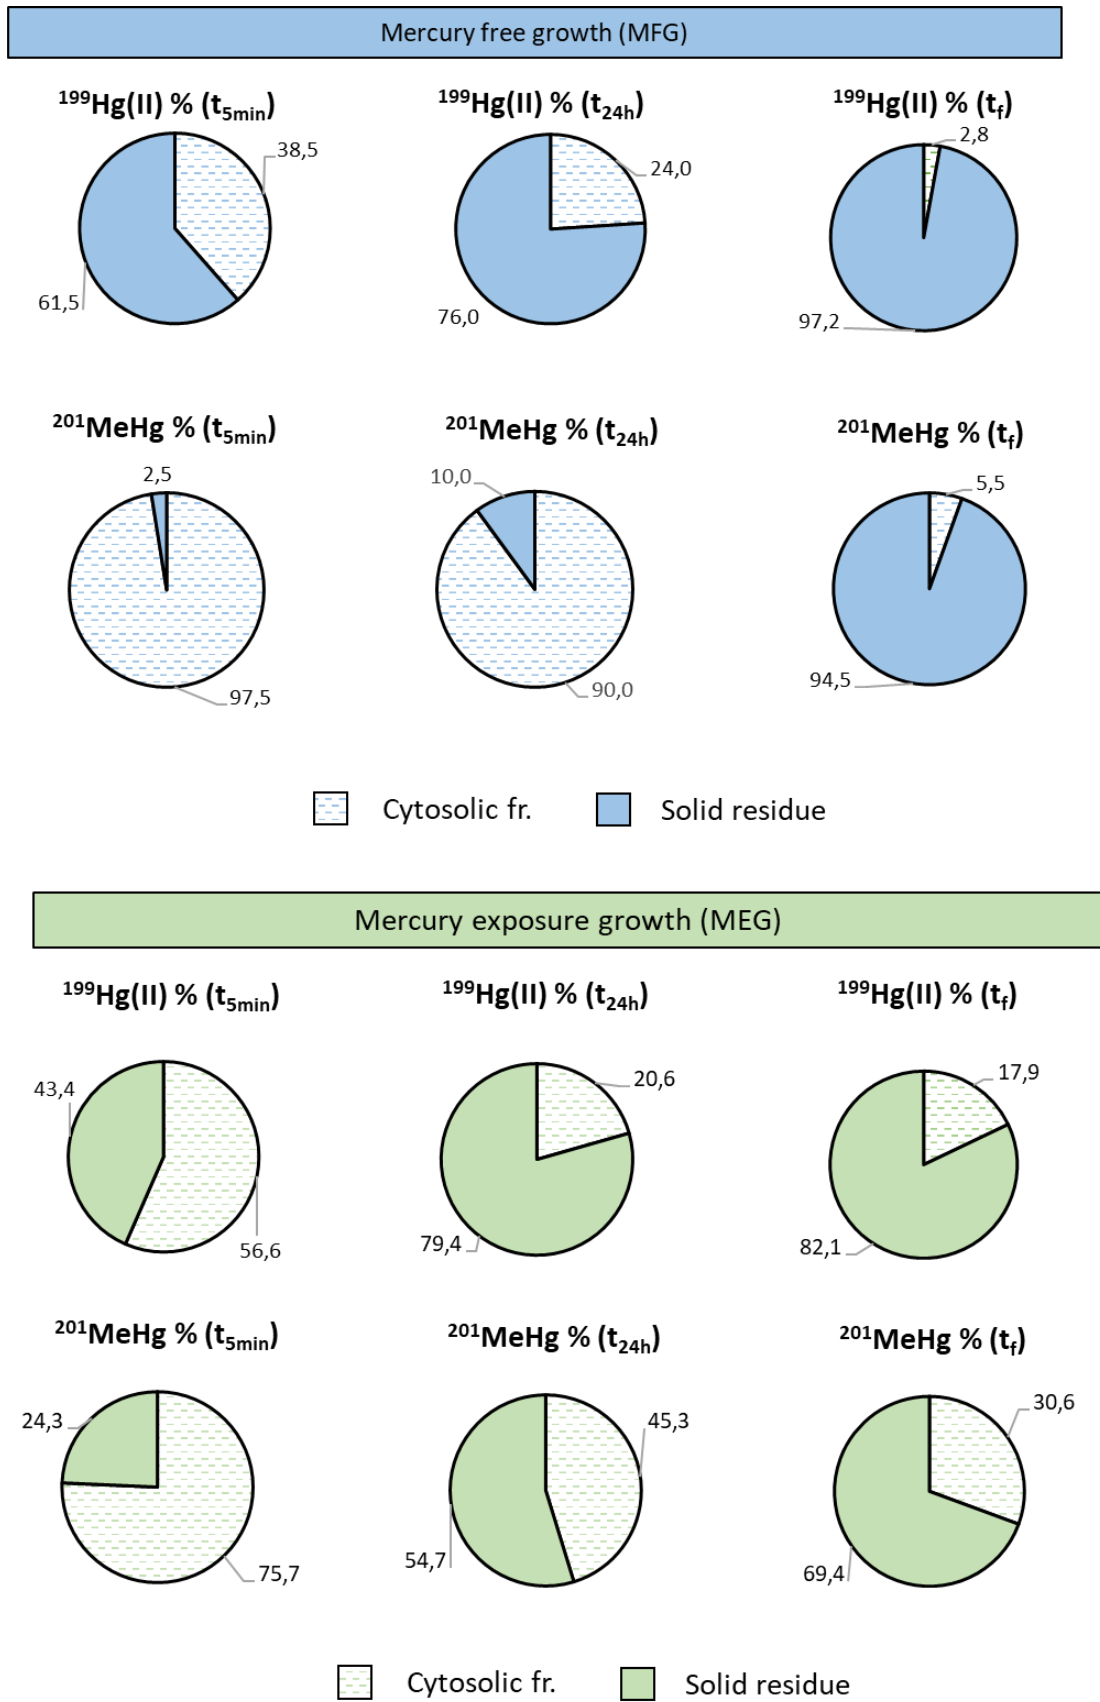 Mercury free growth (MFG)
199Hg(II) % (t5min)
199Hg(II) % (t24h)
199Hg(II) % (tf)
38,5
61,5
24,0
76,0
2,8
97,2
201MeHg % (t5min)
201MeHg % (t24h)
201MeHg % (tf)
2,5
97,5
10,0
90,0
5,5
94,5
Cytosolic fr.
Solid residue
Mercury exposure growth (MEG)
199Hg(II) % (t5min)
199Hg(II) % (t24h)
199Hg(II) % (tf)
43,4
56,6
20,6
79,4
17,9
82,1
201MeHg % (t5min)
201MeHg % (t24h)
201MeHg % (tf)
24,3
75,7
45,3
54,7
30,6
69,4
Cytosolic fr.
Solid residue